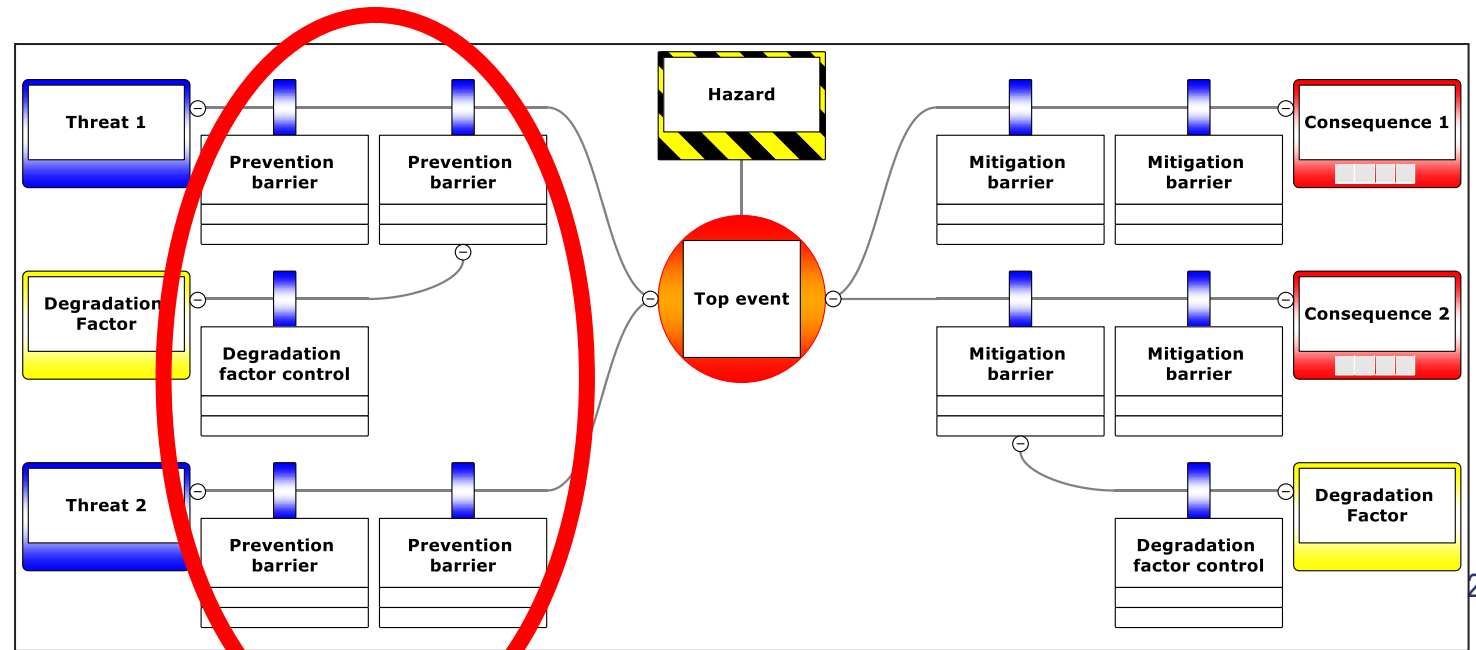 Hazard
Threat 1
Prevention
barrier
Prevention
barrier
Mitigation
barrier
Mitigation
barrier
Consequence 1
Degradation
Factor
Degradation
factor control
Top event
Mitigation
barrier
Mitigation
barrier
Consequence 2
Threat 2
Prevention
barrier
Prevention
barrier
Degradation
factor control
Degradation
Factor